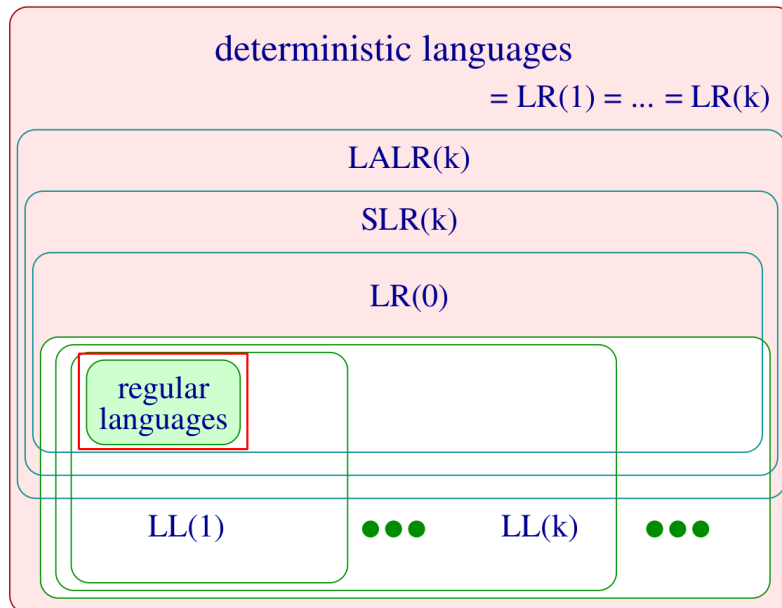 deterministic languages
= LR(1) = ... = LR(k)
LALR(k)
SLR(k)
LR(0)
regular
languages
LL(1)
LL(k)